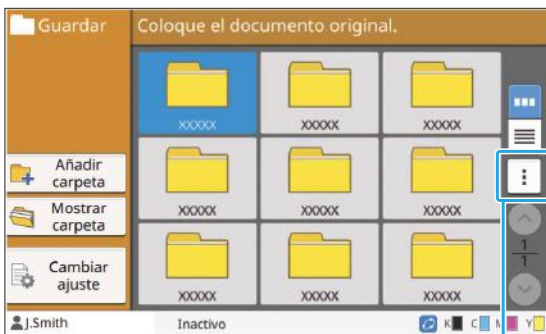 Guardar
Coloque el documento original.
XXXXX XXXXX XXXXX
Añadir
carpeta
XXXXX XXXXX XXXXX
Mostrar
carpeta
1
1
Cambiar
ajuste
XXXXX XXXXX XXXXX
J.Smith
Inactivo
K C M Y